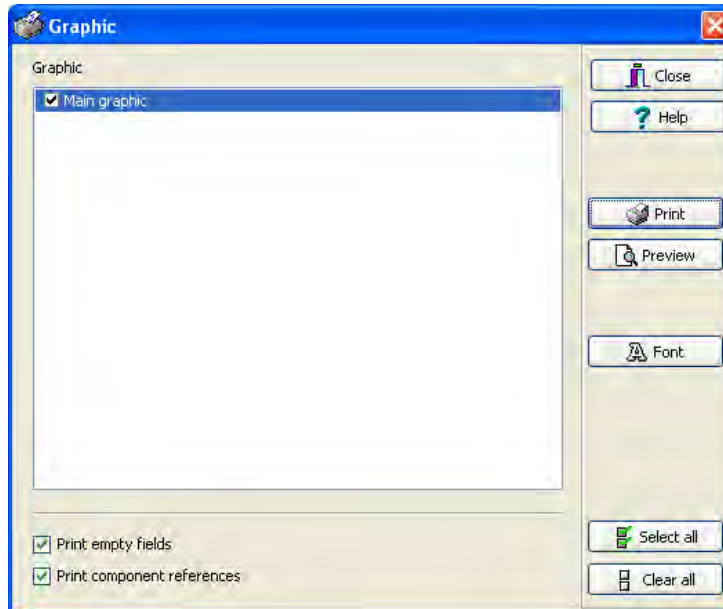 Graphic
Graphic
Main graphic
Close
Help
Print
Preview
Font
Select all
Clear all
Print empty fields
Print component references